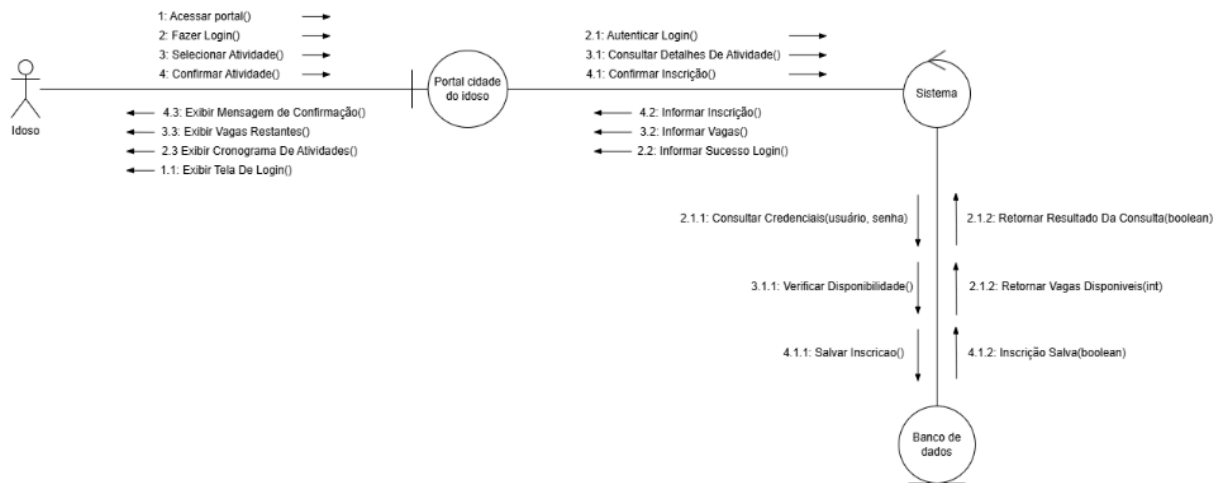 1: Acessar portal()
2: Fazer Login()
3: Selecionar Atividade()
4: Confirmar Atividade()
2.1: Autenticar Login()
3.1: Consultar Detalhes De Atividade()
4.1: Confirmar Inscrição()
Idoso
Portal cidade
do idoso
Sistema
4.3: Exibir Mensagem de Confirmação()
3.3: Exibir Vagas Restantes()
2.3 Exibir Cronograma De Atividades()
1.1: Exibir Tela De Login()
4.2: Informar Inscrição()
3.2: Informar Vagas()
2.2: Informar Sucesso Login()
2.1.1: Consultar Credenciais(usuário, senha)
2.1.2: Retornar Resultado Da Consulta(boolean)
3.1.1: Verificar Disponibilidade()
2.1.2: Retornar Vagas Disponiveis(int)
4.1.1: Salvar Inscricao()
4.1.2: Inscrição Salva(boolean)
Banco de
dados